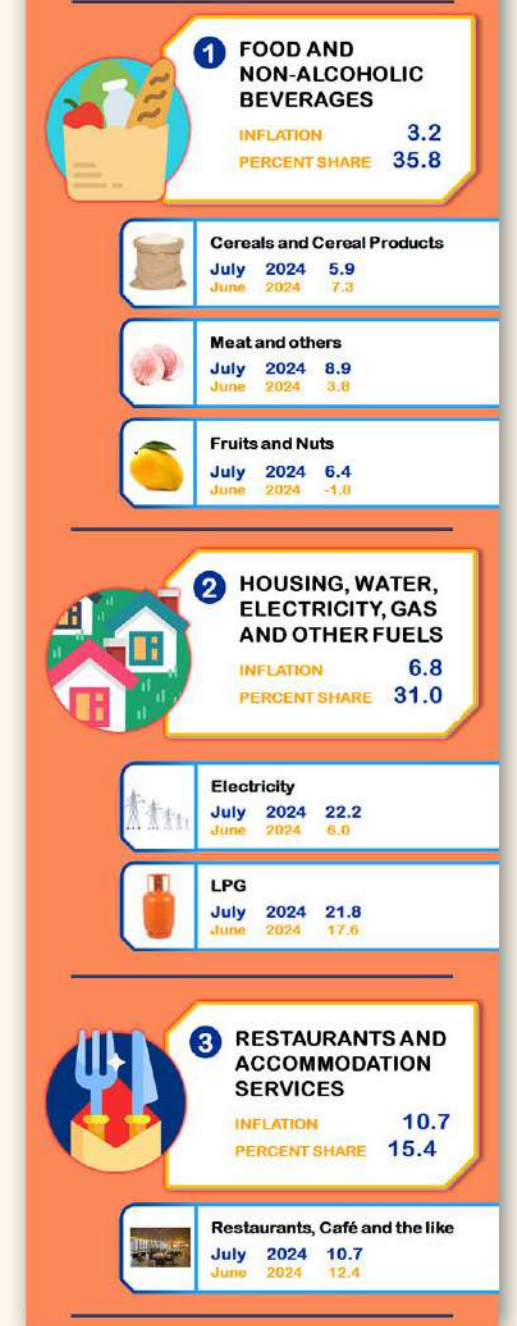 1 FOOD AND
NON-ALCOHOLIC
BEVERAGES
INFLATION 3.2
PERCENT SHARE 35.8
Cereals and Cereal Products
July 2024 5.9
June 2024 7.3
Meat and others
July 2024 8.9
June 2024 3.8
Fruits and Nuts
July 2024 6.4
June 2024 -1.8
2 HOUSING, WATER,
ELECTRICITY, GAS
AND OTHER FUELS
INFLATION 6.8
PERCENT SHARE 31.0
Electricity
July 2024 22.2
June 2024 6.0
LPG
July 2024 21.8
June 2024 17.6
3 RESTAURANTS AND
ACCOMMODATION
SERVICES
INFLATION 10.7
PERCENT SHARE 15.4
Restaurants, Café and the like
July 2024 10.7
June 2024 12.4